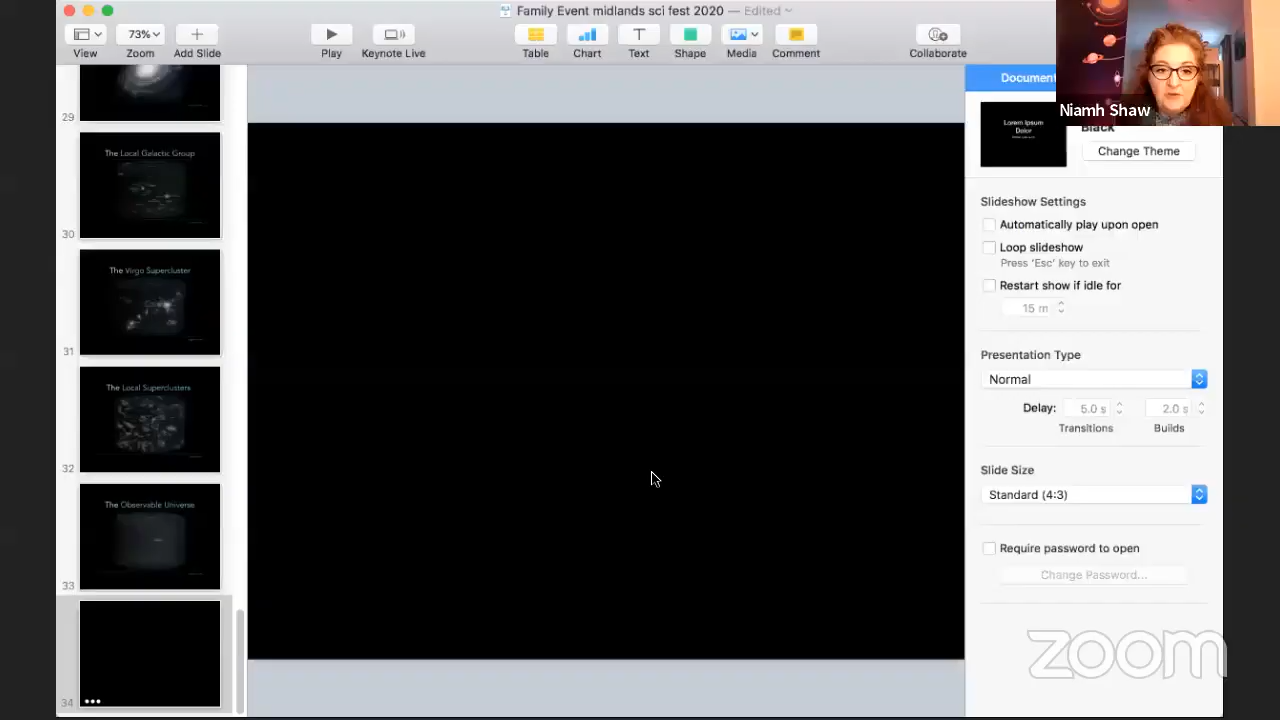 Family Event midlands sci fest 2020 — Edited
73%
View
Zoom
Add Slide
Play
Keynote Live
Table
Chart
Text
Shape
Media
Comment
Collaborate
Niamh Shaw
Document
Lorem Ipsum
Dolor
Black
Change Theme
Slideshow Settings
Automatically play upon open
Loop slideshow
Press 'Esc' key to exit
Restart show if idle for
15 m
Presentation Type
Normal
Delay: 5.0 s 2.0 s
Transitions Builds
Slide Size
Standard (4:3)
Require password to open
Change Password...
29
The Local Galactic Group
30
The Virgo Supercluster
31
The Local Superclusters
32
The Observable Universe
33
34
zoom